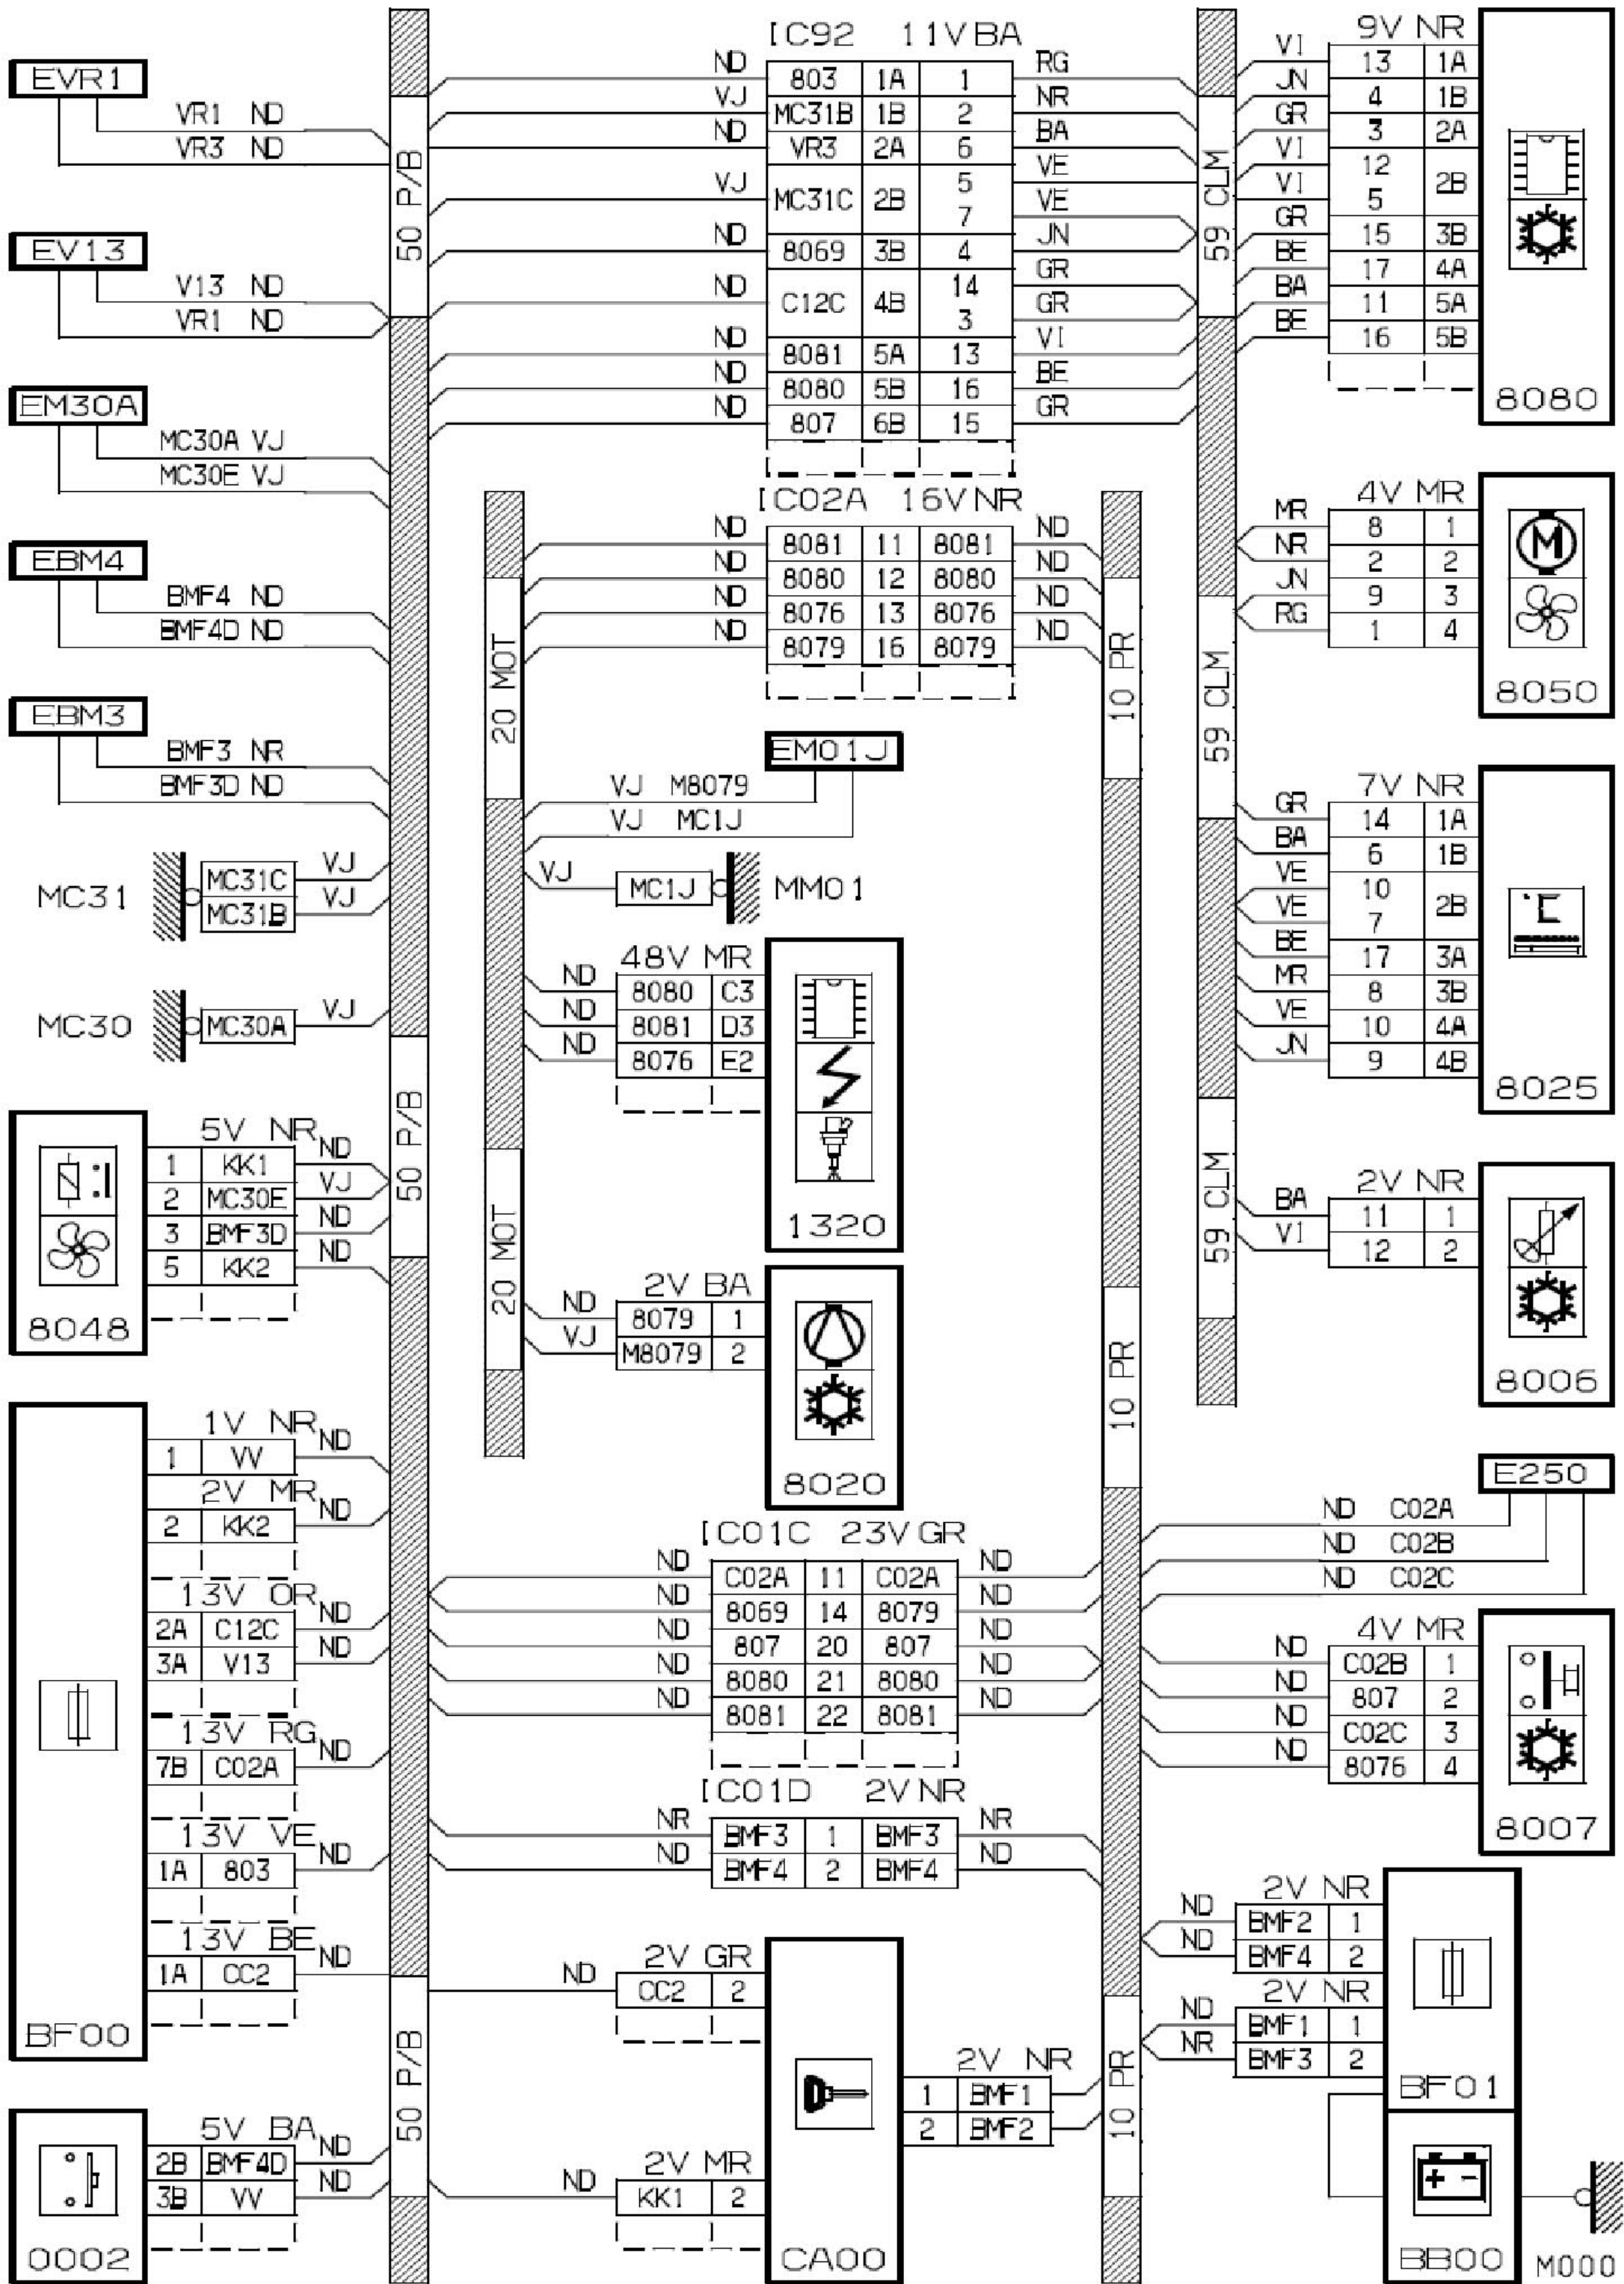 EVR1
VR1 ND
VR3 ND
EV13
V13 ND
VR1 ND
EM30A
MC30A VJ
MC30E VJ
EBM4
BMF4 ND
BMF4D ND
EBM3
BMF3 NR
BMF3D ND
MC31
MC31C VJ
MC31B VJ
MC30
MC30A VJ
5V NR
1 KK1 ND
2 MC30E VJ
3 BMF3D ND
5 KK2 ND
8048
1V NR
1 VV ND
2V MR
2 KK2 ND
13V OR
2A C12C ND
3A V13 ND
13V RG
7B C02A ND
13V VE
1A 803 ND
13V BE
1A CC2 ND
BF00
5V BA
2B BMF4D ND
3B VV ND
0002
50 P/B
50 P/B
50 P/B
IC92 11V BA
ND 803 1A 1 RG
VJ MC31B 1B 2 NR
ND VR3 2A 6 BA
VJ MC31C 2B 5 VE
7 VE
ND 8069 3B 4 JN
ND C12C 4B 14 GR
3 GR
ND 8081 5A 13 VI
ND 8080 5B 16 BE
ND 807 6B 15 GR
IC02A 16V NR
ND 8081 11 8081 ND
ND 8080 12 8080 ND
ND 8076 13 8076 ND
ND 8079 16 8079 ND
20 MOT
20 MOT
EM01J
VJ M8079
VJ MC1J
VJ MC1J MM01
48V MR
ND 8080 C3
ND 8081 D3
ND 8076 E2
1320
2V BA
ND 8079 1
VJ M8079 2
8020
IC01C 23V GR
ND C02A 11 C02A ND
ND 8069 14 8079 ND
ND 807 20 807 ND
ND 8080 21 8080 ND
ND 8081 22 8081 ND
IC01D 2V NR
NR BMF3 1 BMF3 NR
ND BMF4 2 BMF4 ND
2V GR
ND CC2 2
2V MR
ND KK1 2
CA00
2V NR
1 BMF1
2 BMF2
10 PR
10 PR
10 PR
59 CLM
59 CLM
59 CLM
9V NR
VI 13 1A
JN 4 1B
GR 3 2A
VI 12 2B
VI 5
GR 15 3B
BE 17 4A
BA 11 5A
BE 16 5B
8080
4V MR
MR 8 1
NR 2 2
JN 9 3
RG 1 4
M
8050
7V NR
GR 14 1A
BA 6 1B
VE 10 2B
VE 7
BE 17 3A
MR 8 3B
VE 10 4A
JN 9 4B
°C
8025
2V NR
BA 11 1
VI 12 2
8006
E250
ND C02A
ND C02B
ND C02C
4V MR
ND C02B 1
ND 807 2
ND C02C 3
ND 8076 4
8007
2V NR
ND BMF2 1
ND BMF4 2
2V NR
ND BMF1 1
NR BMF3 2
BF01
+ -
BB00
M000